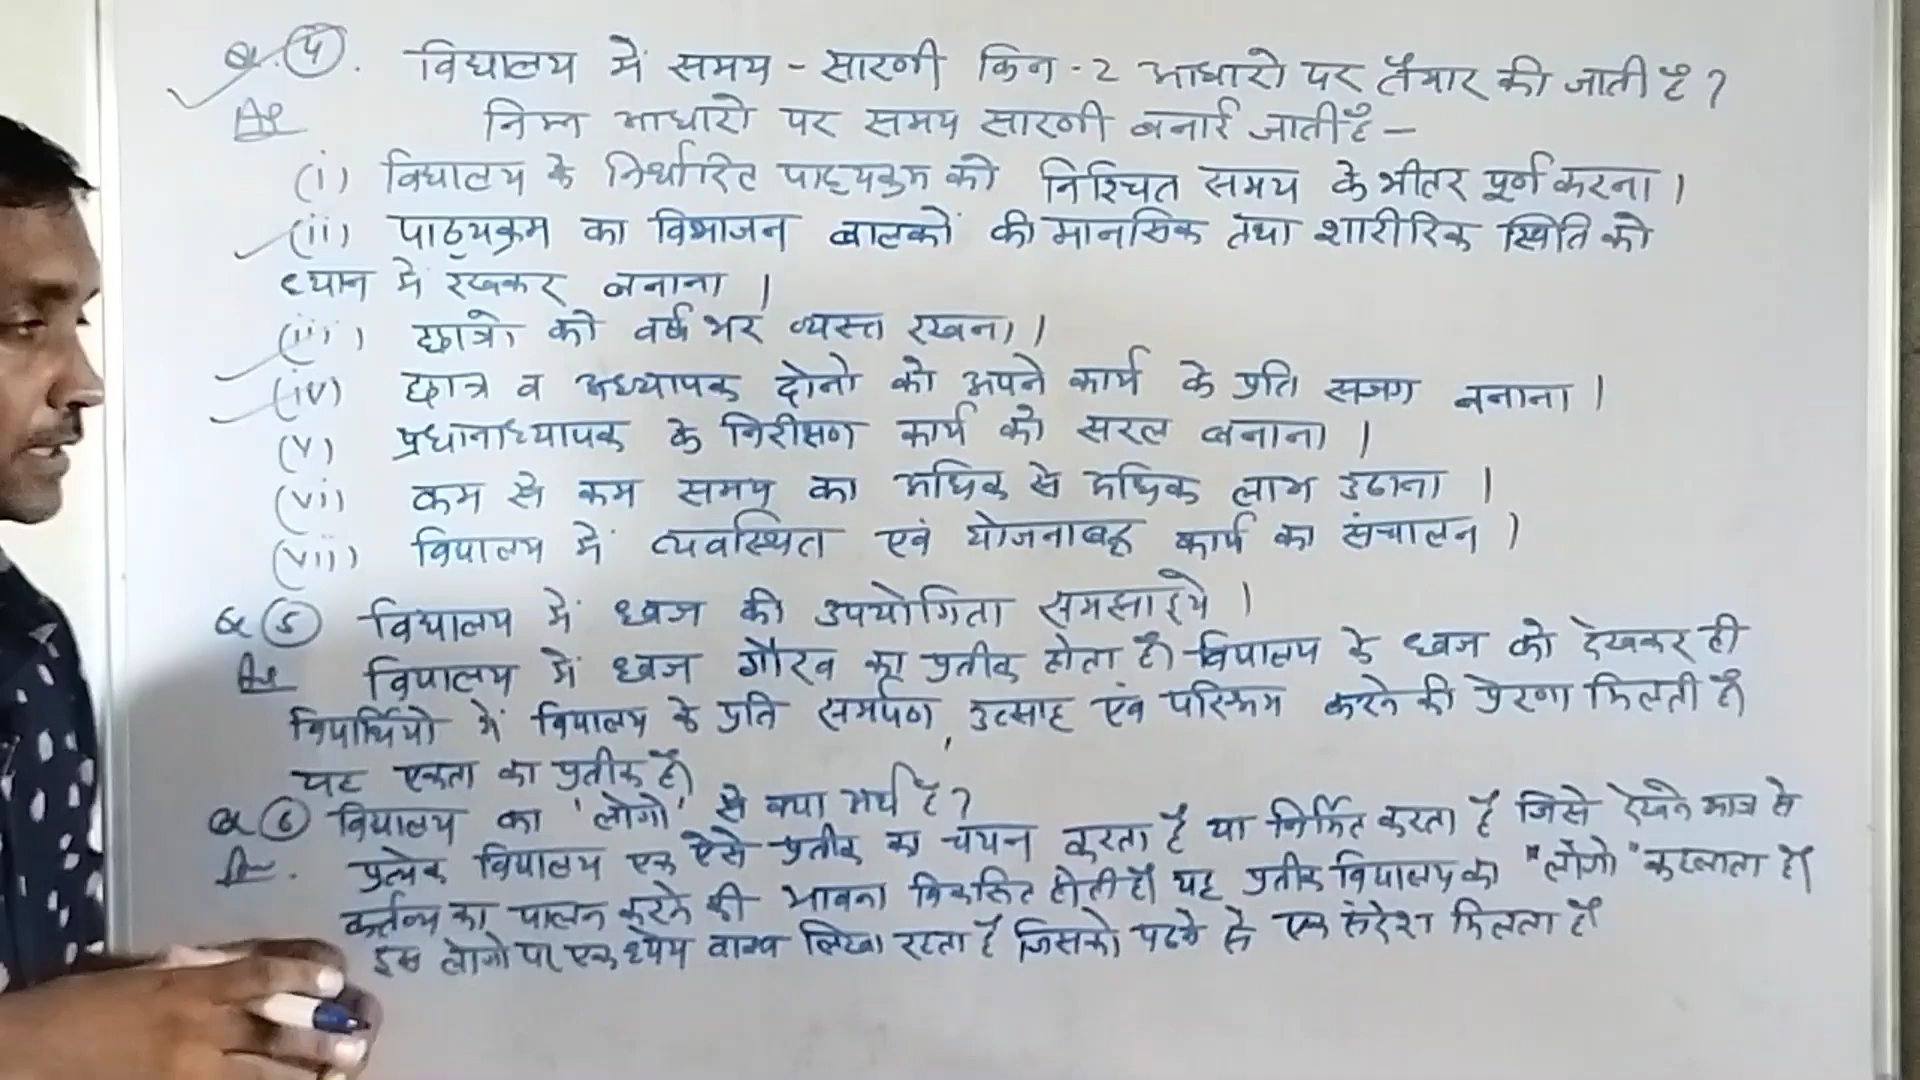 Q. ④. विद्यालय में समय - सारणी किन - 2 आधारो पर तैयार की जाती है ?
As निम्न आधारो पर समय सारणी बनाई जाती है –
(i) विद्यालय के निर्धारित पाठ्यक्रम को निश्चित समय के भीतर पूर्ण करना ।
(ii) पाठ्यक्रम का विभाजन बालकों की मानसिक तथा शारीरिक स्थिति को
ध्यान में रखकर बनाना ।
(iii) छात्रो को वर्ष भर व्यस्त रखना ।
(iv) छात्र व अध्यापक दोनो को अपने कार्य के प्रति सजग बनाना ।
(v) प्रधानाध्यापक के निरीक्षण कार्य को सरल बनाना ।
(vi) कम से कम समय का अधिक से अधिक लाभ उठाना ।
(vii) विद्यालय में व्यवस्थित एवं योजनाबद्ध कार्य का संचालन ।
Q ⑤ विद्यालय में ध्वज की उपयोगिता समझाइये ।
As विद्यालय में ध्वज गौरव का प्रतीक होता है। विद्यालय के ध्वज को देखकर ही
विद्यार्थियो में विद्यालय के प्रति समर्पण, उत्साह एवं परिश्रम करने की प्रेरणा मिलती है।
यह एकता का प्रतीक है।
Q ⑥ विद्यालय का 'लोगो' से क्या अर्थ है ?
An. प्रत्येक विद्यालय एक ऐसे प्रतीक का चयन करता है या निर्मित करता है जिसे देखने मात्र से
कर्तव्य का पालन करने की भावना विकसित होती है। यह प्रतीक विद्यालय का "लोगो" कहलाता है।
इस लोगो पर एक ध्येय वाक्य लिखा रहता है जिसको पढने से एक संदेश मिलता है।